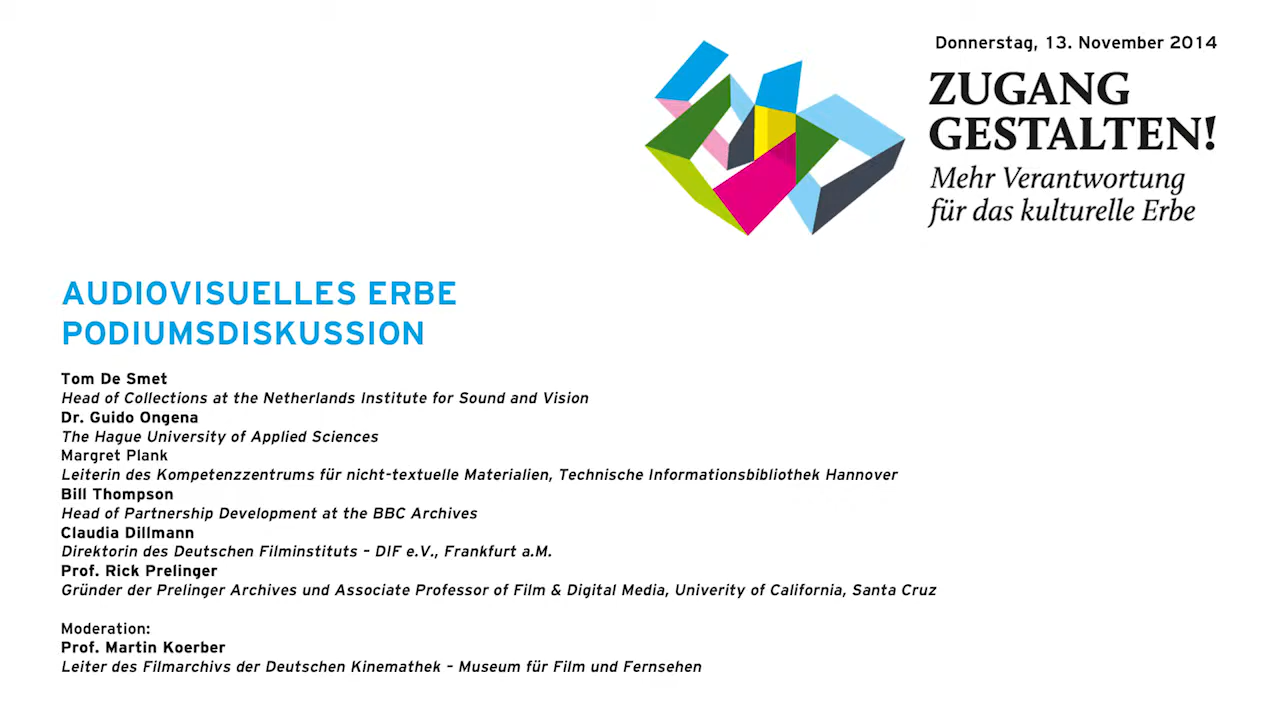 Donnerstag, 13. November 2014
ZUGANG
GESTALTEN!
Mehr Verantwortung
für das kulturelle Erbe
AUDIOVISUELLES ERBE
PODIUMSDISKUSSION
Tom De Smet
Head of Collections at the Netherlands Institute for Sound and Vision
Dr. Guido Ongena
The Hague University of Applied Sciences
Margret Plank
Leiterin des Kompetenzzentrums für nicht-textuelle Materialien, Technische Informationsbibliothek Hannover
Bill Thompson
Head of Partnership Development at the BBC Archives
Claudia Dillmann
Direktorin des Deutschen Filminstituts – DIF e.V., Frankfurt a.M.
Prof. Rick Prelinger
Gründer der Prelinger Archives und Associate Professor of Film & Digital Media, Univerity of California, Santa Cruz
Moderation:
Prof. Martin Koerber
Leiter des Filmarchivs der Deutschen Kinemathek – Museum für Film und Fernsehen